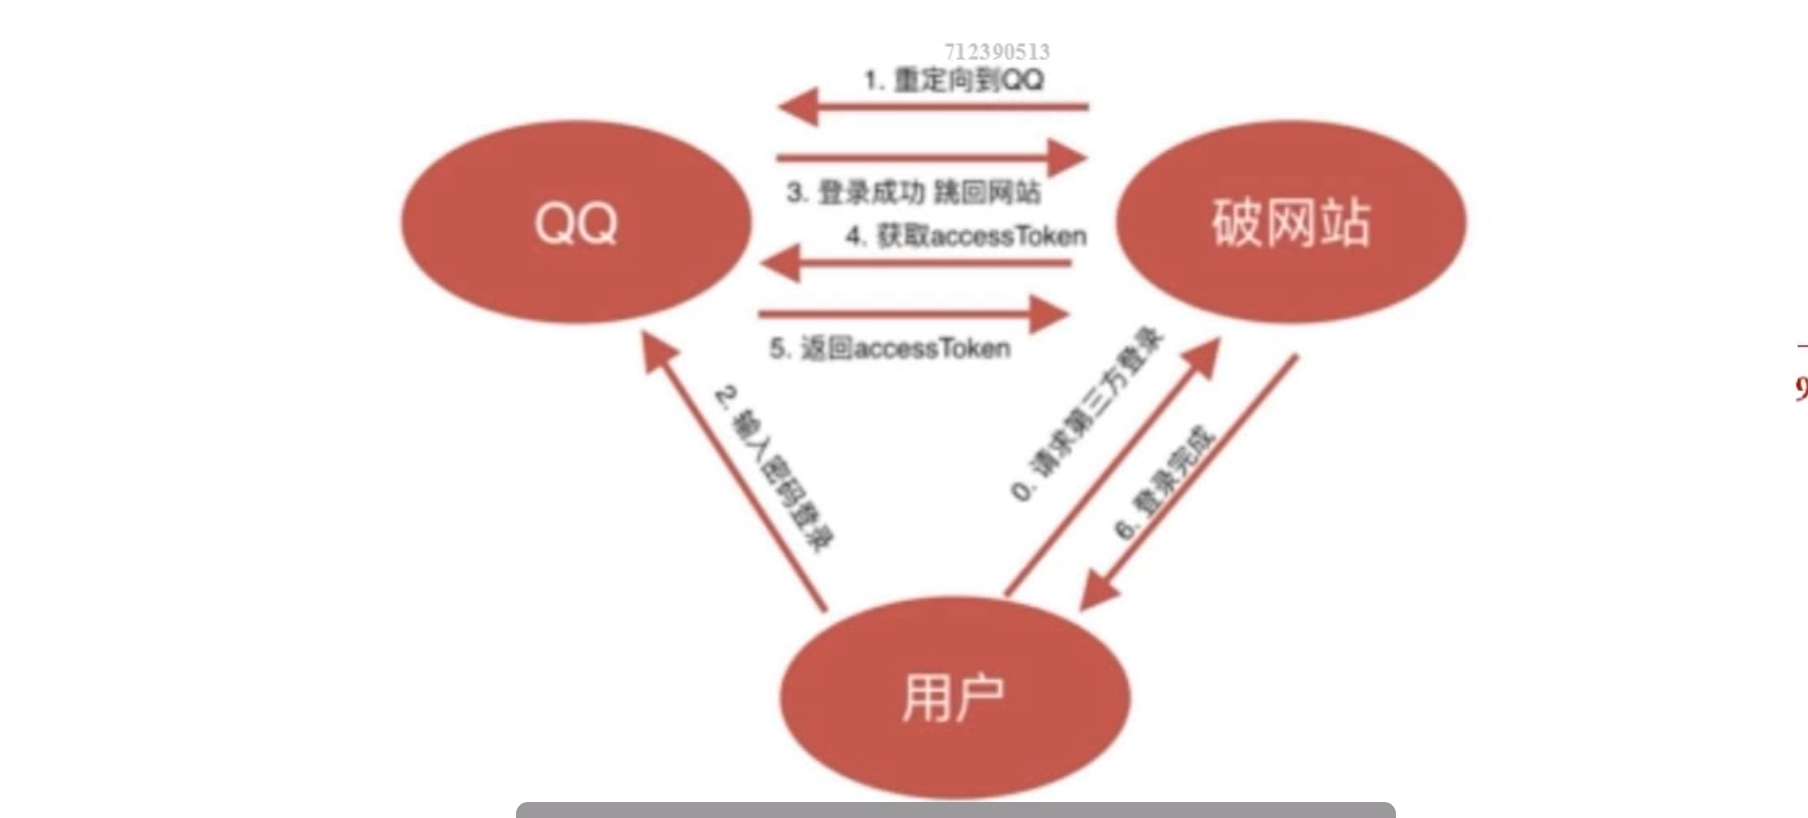 712390513
1. 重定向到QQ
QQ
破网站
3. 登录成功 跳回网站
4. 获取accessToken
5. 返回accessToken
2. 输入密码登录
0. 请求第三方登录
6. 登录完成
用户